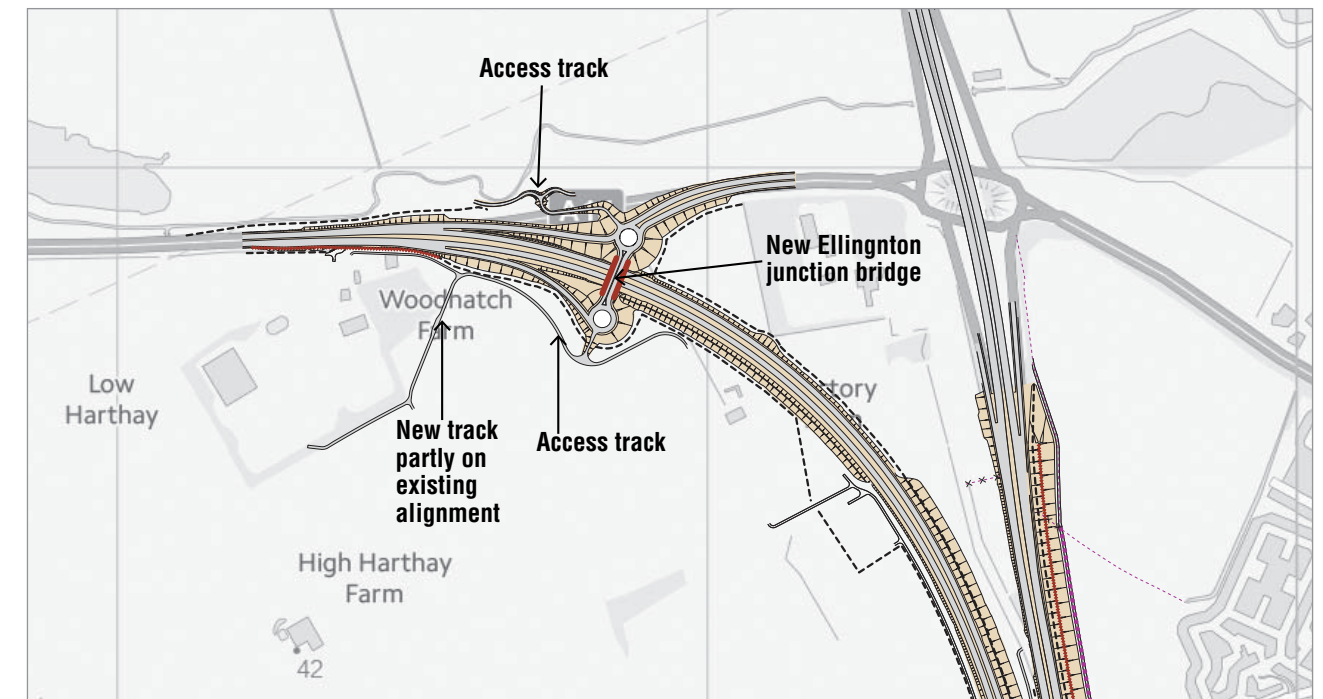 Access track
New Ellingnton
junction bridge
Woodhatch
Farm
Low
Harthay
New track
partly on
existing
alignment
Access track
High Harthay
Farm
42